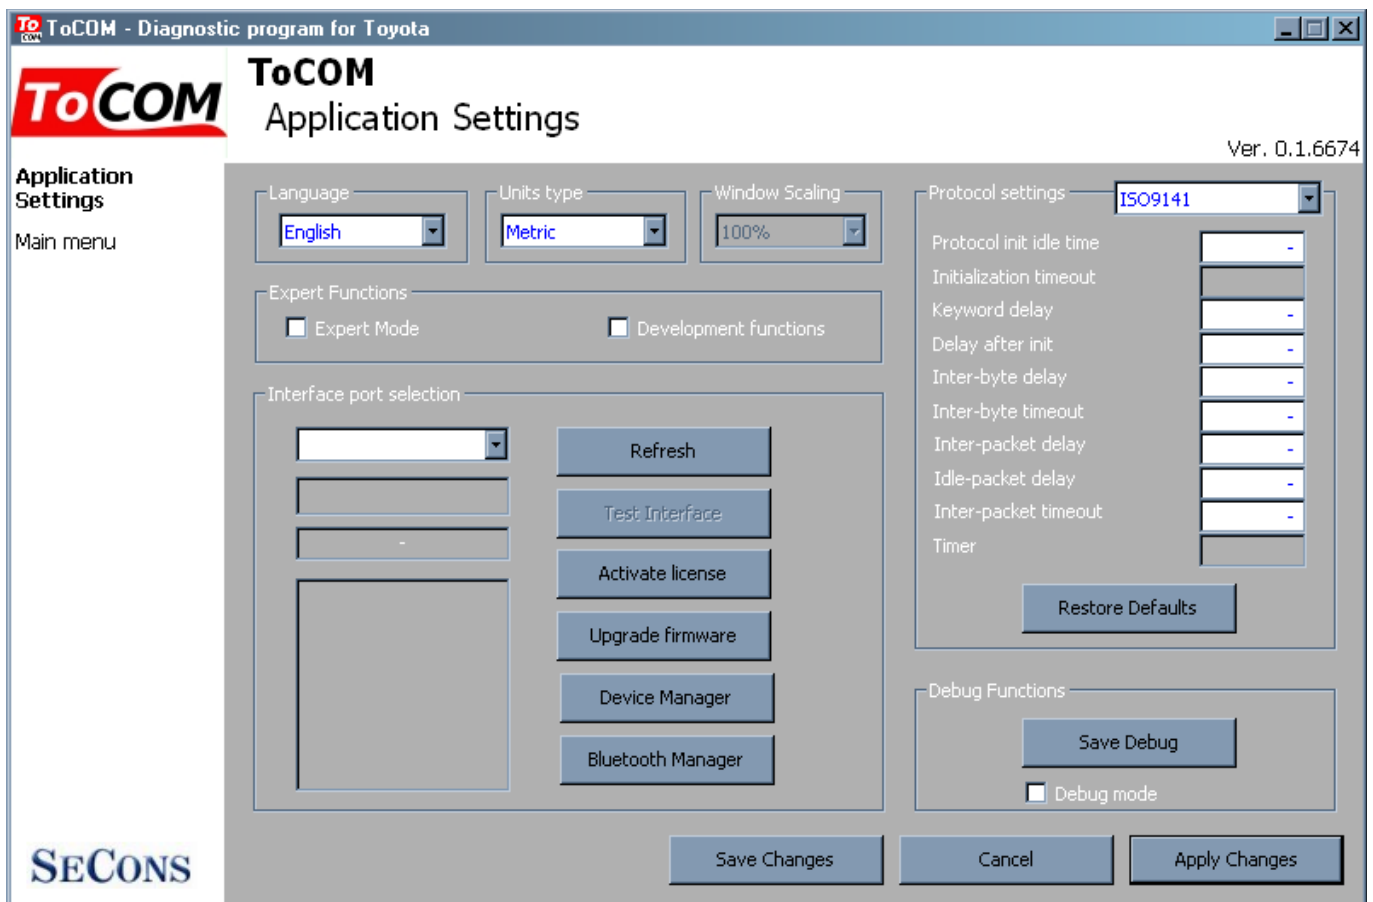 ToCOM - Diagnostic program for Toyota
ToCOM
ToCOM
Application Settings
Ver. 0.1.6674
Application
Settings
Main menu
Language
English
Units type
Metric
Window Scaling
100%
Expert Functions
Expert Mode
Development functions
Interface port selection
Refresh
Test Interface
-
Activate license
Upgrade firmware
Device Manager
Bluetooth Manager
Protocol settings
ISO9141
Protocol init idle time -
Initialization timeout
Keyword delay -
Delay after init -
Inter-byte delay -
Inter-byte timeout -
Inter-packet delay -
Idle-packet delay -
Inter-packet timeout -
Timer
Restore Defaults
Debug Functions
Save Debug
Debug mode
SECONS
Save Changes
Cancel
Apply Changes